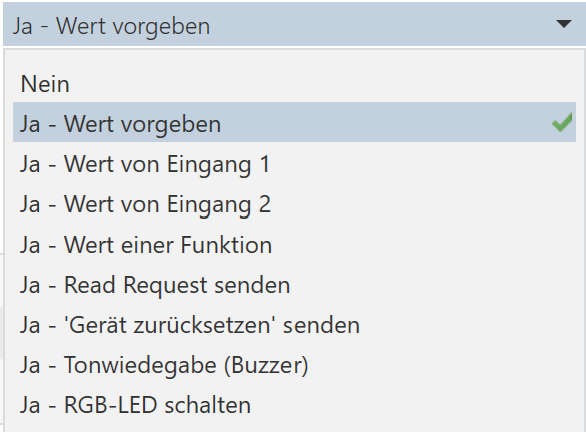 Ja - Wert vorgeben
Nein
Ja - Wert vorgeben
Ja - Wert von Eingang 1
Ja - Wert von Eingang 2
Ja - Wert einer Funktion
Ja - Read Request senden
Ja - 'Gerät zurücksetzen' senden
Ja - Tonwiedegabe (Buzzer)
Ja - RGB-LED schalten